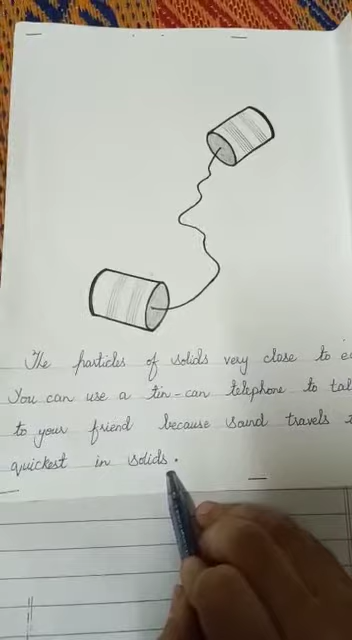 The particles of solids very close to
You can use a tin-can telephone to
to your friend because sound travels
quickest in solids.